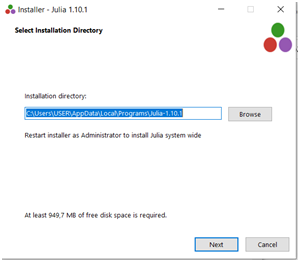 Installer - Julia 1.10.1
Select Installation Directory
Installation directory:
C:\Users\USER\AppData\Local\Programs\Julia-1.10.1
Browse
Restart installer as Administrator to install Julia system wide
At least 949,7 MB of free disk space is required.
Next
Cancel